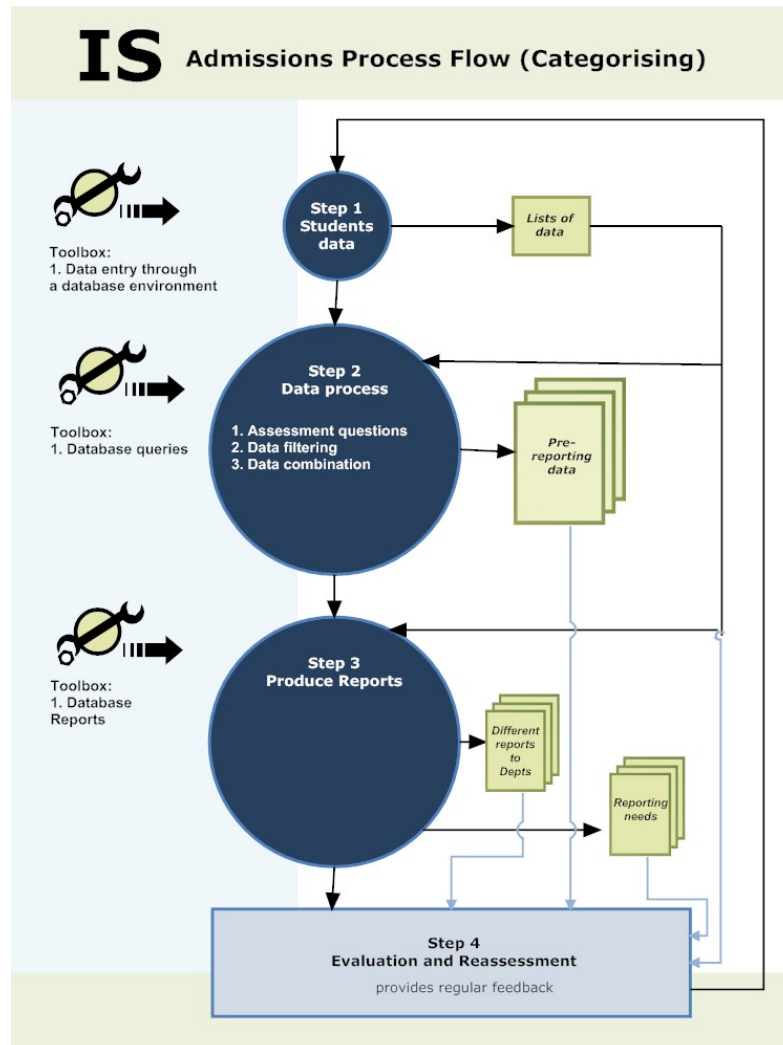 IS Admissions Process Flow (Categorising)
Toolbox:
1. Data entry through
a database environment
Step 1
Students
data
Lists of
data
Toolbox:
1. Database queries
Step 2
Data process
1. Assessment questions
2. Data filtering
3. Data combination
Pre-
reporting
data
Toolbox:
1. Database
Reports
Step 3
Produce Reports
Different
reports
to
Depts
Reporting
needs
Step 4
Evaluation and Reassessment
provides regular feedback